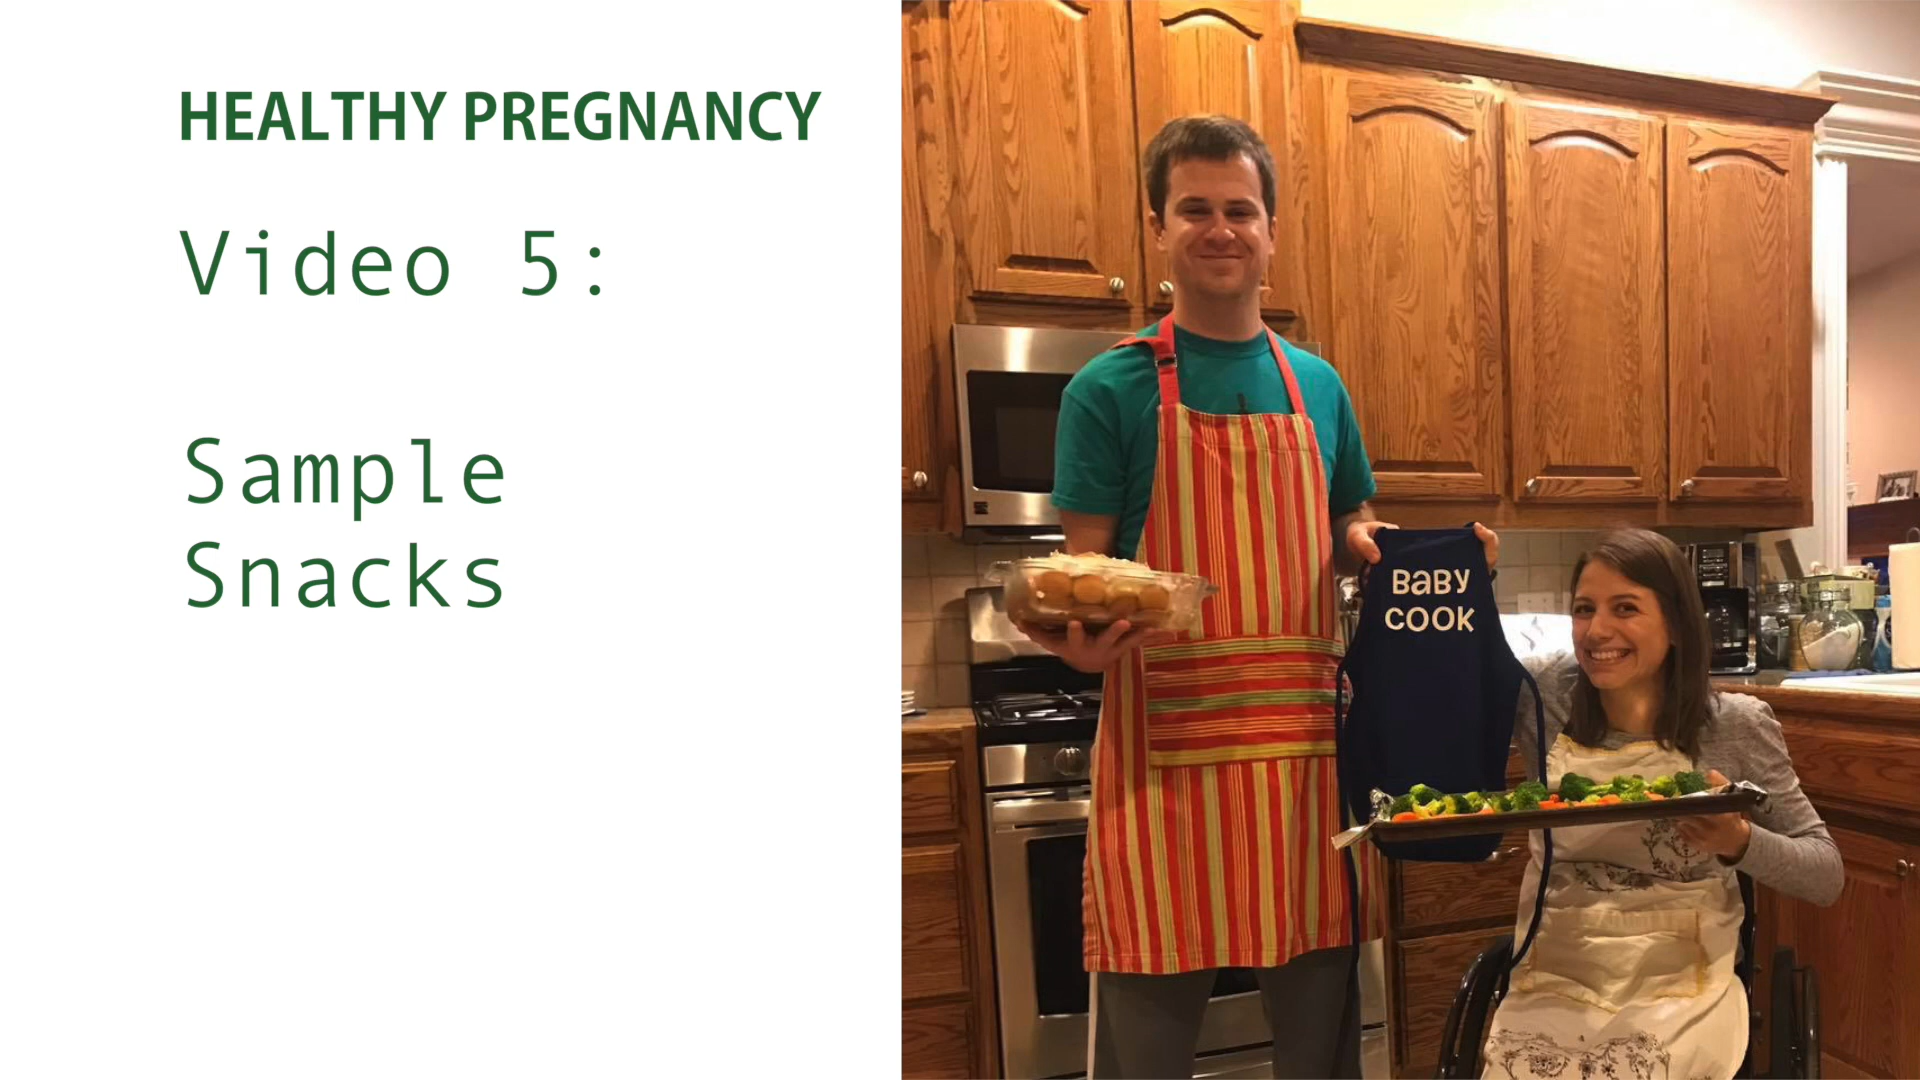 HEALTHY PREGNANCY
Video 5:
Sample
Snacks
BaBY
COOK